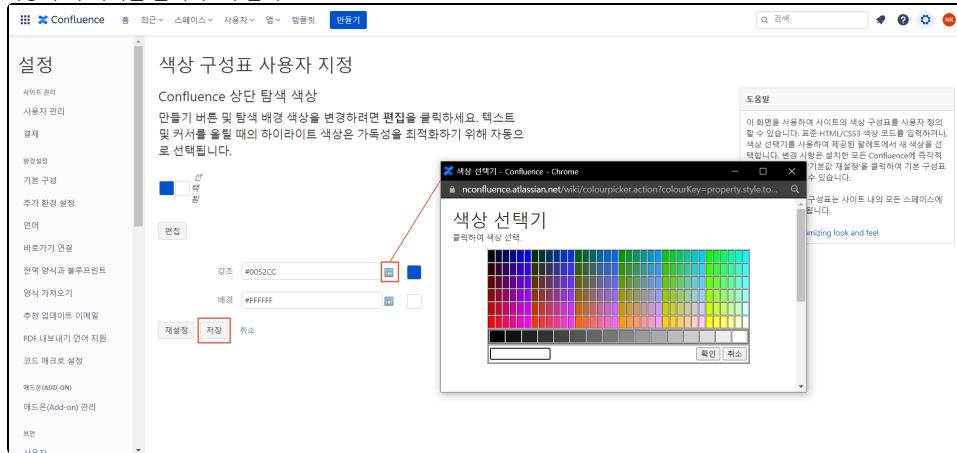 Confluence 홈 최근 스페이스 사용자 앱 템플릿 만들기 검색 NK
설정
사이트 관리
사용자 관리
결제
환경설정
기본 구성
추가 환경 설정
언어
바로가기 연결
전역 양식과 블루프린트
양식 가져오기
추천 업데이트 이메일
PDF 내보내기 언어 지원
코드 매크로 설정
애드온(ADD-ON)
애드온(Add-on) 관리
보안
색상 구성표 사용자 지정
Confluence 상단 탐색 색상
만들기 버튼 및 탐색 배경 색상을 변경하려면 편집을 클릭하세요. 텍스트
및 커서를 올릴 때의 하이라이트 색상은 가독성을 최적화하기 위해 자동으
로 선택됩니다.
선
택
됨
편집
강조 #0052CC
배경 #FFFFFF
재설정 저장 취소
색상 선택기 - Confluence - Chrome
nconfluence.atlassian.net/wiki/colourpicker.action?colourKey=property.style.to...
색상 선택기
클릭하여 색상 선택.
확인 취소
도움말
이 화면을 사용하여 사이트의 색상 구성표를 사용자 정의
할 수 있습니다. 표준 HTML/CSS3 색상 코드를 입력하거나,
색상 선택기를 사용하여 제공된 팔레트에서 새 색상을 선
택합니다. 변경 사항은 설치한 모든 Confluence에 즉각적
'기본값 재설정'을 클릭하여 기본 구성표
수 있습니다.
구성표는 사이트 내의 모든 스페이스에
됩니다.
mizing look and feel